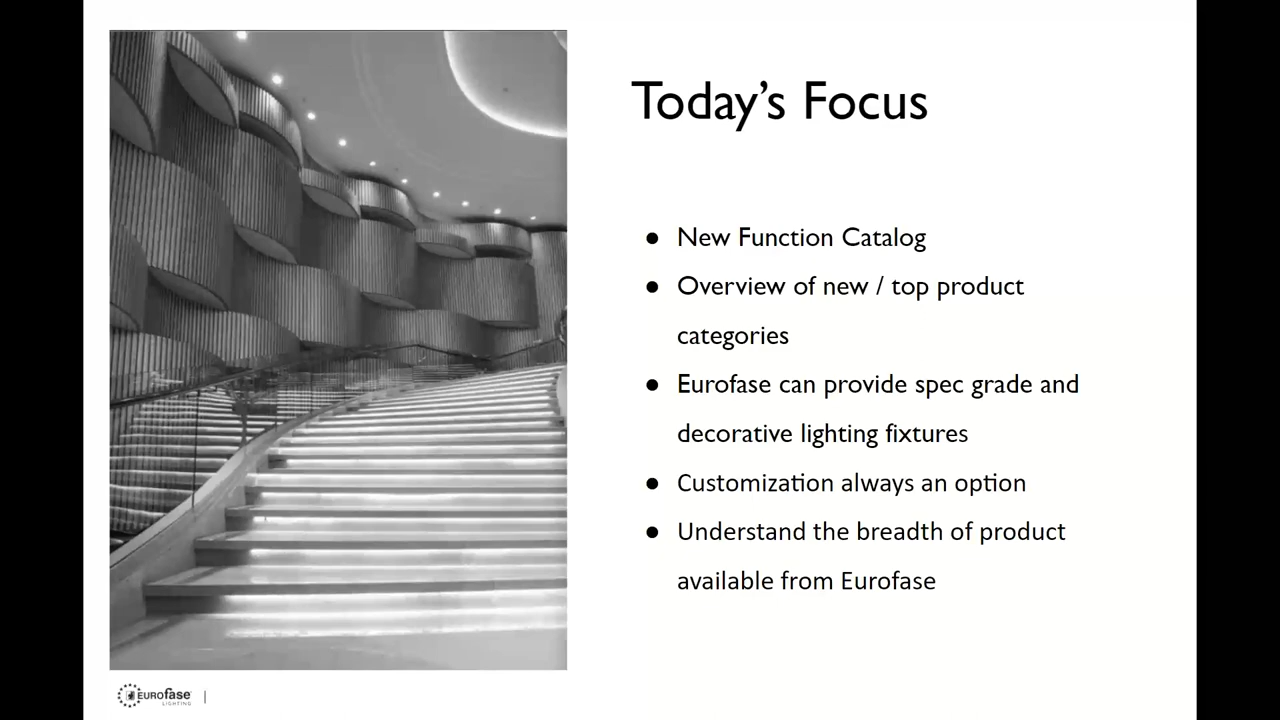 Today’s Focus
● New Function Catalog
● Overview of new / top product
categories
● Eurofase can provide spec grade and
decorative lighting fixtures
● Customization always an option
● Understand the breadth of product
available from Eurofase
EUROfase
LIGHTING